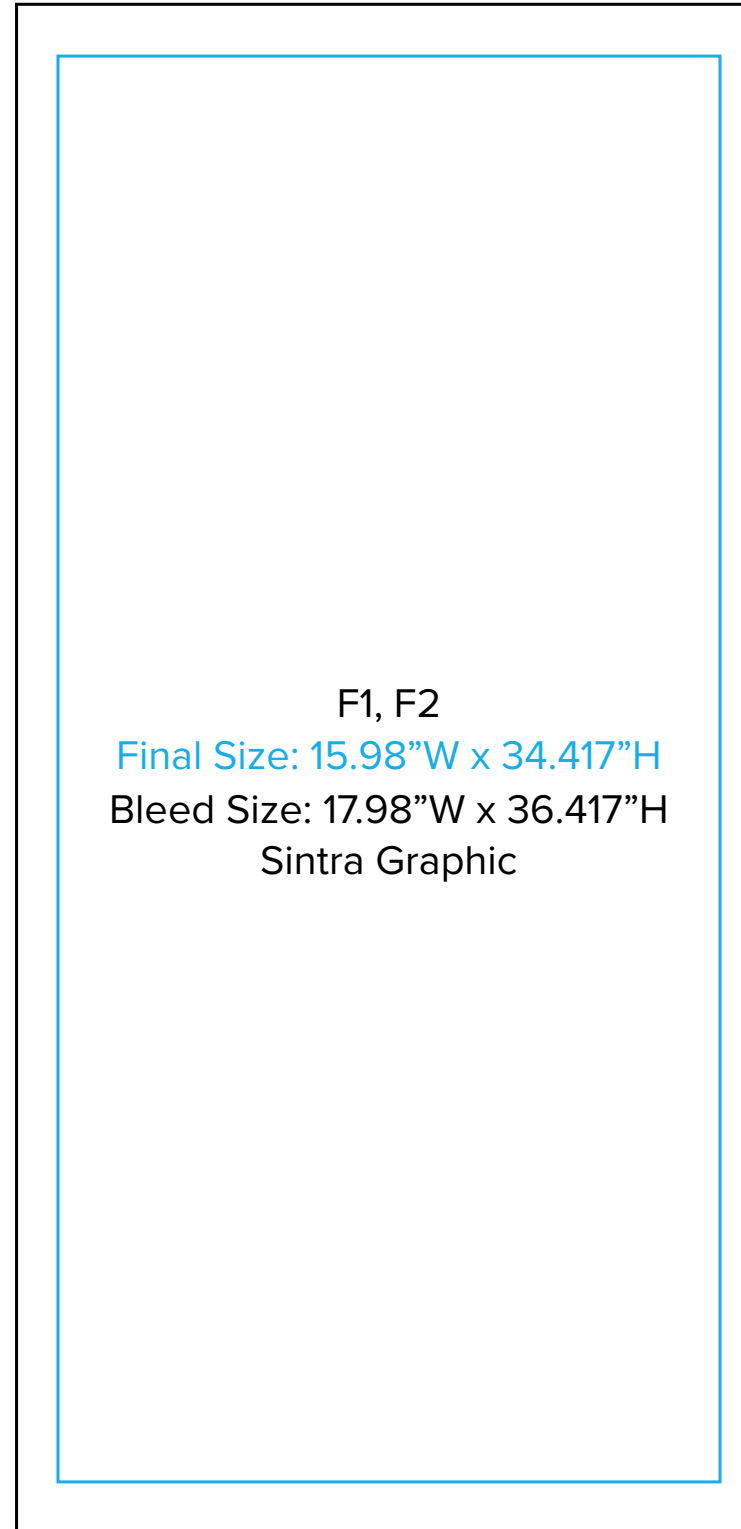 F1, F2
Final Size: 15.98”W x 34.417”H
Bleed Size: 17.98”W x 36.417”H
Sintra Graphic